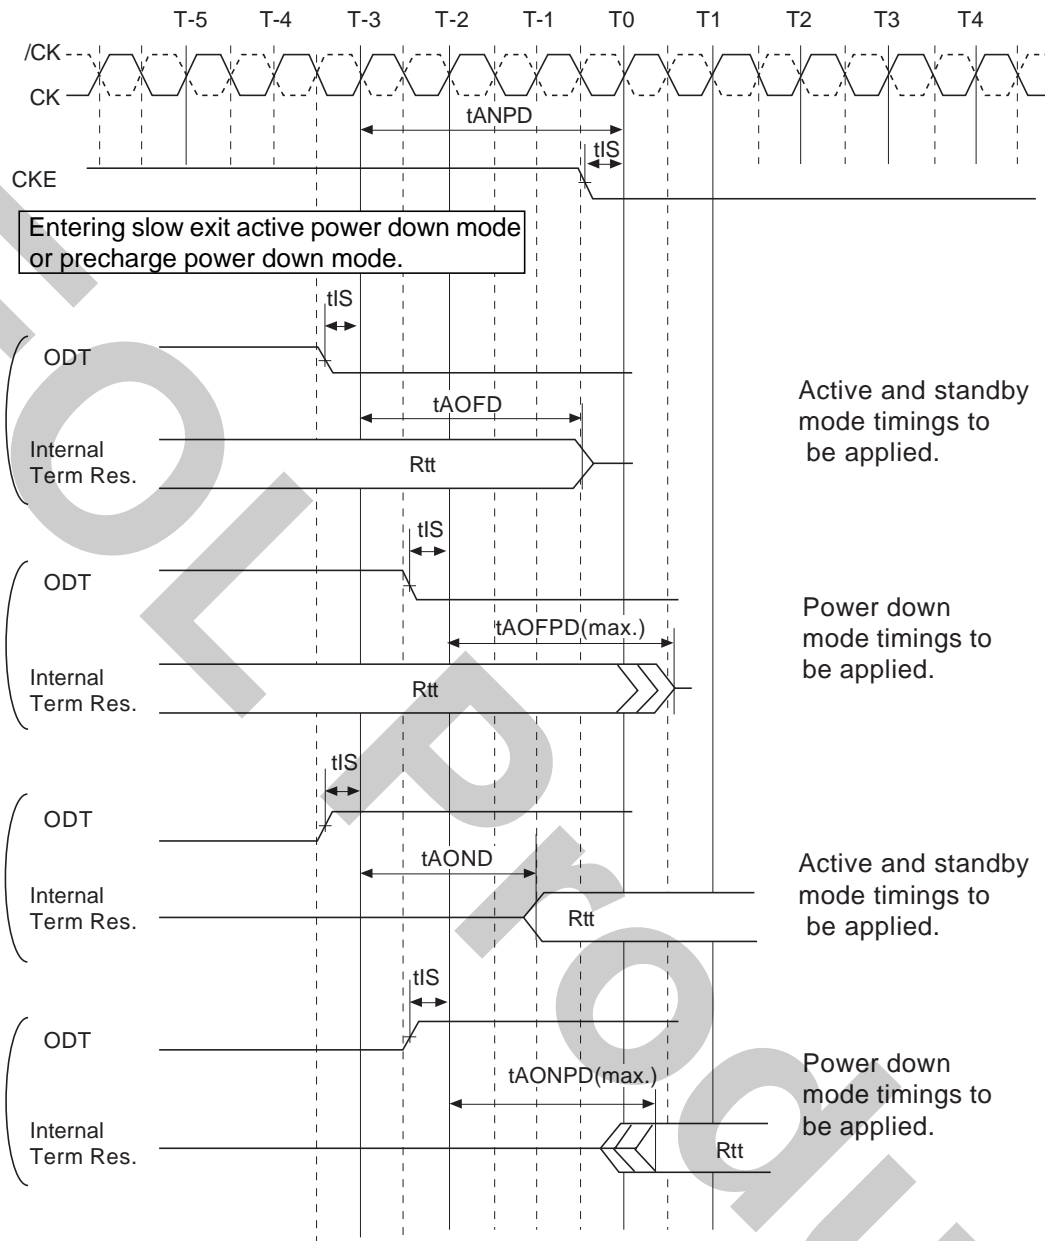 T-5 T-4 T-3 T-2 T-1 T0 T1 T2 T3 T4
/CK
CK
tANPD
tIS
CKE
Entering slow exit active power down mode
or precharge power down mode.
tIS
ODT
tAOFD
Internal
Term Res.
Rtt
Active and standby
mode timings to
be applied.
tIS
ODT
tAOFPD(max.)
Internal
Term Res.
Rtt
Power down
mode timings to
be applied.
tIS
ODT
tAOND
Internal
Term Res.
Rtt
Active and standby
mode timings to
be applied.
tIS
ODT
tAONPD(max.)
Internal
Term Res.
Rtt
Power down
mode timings to
be applied.